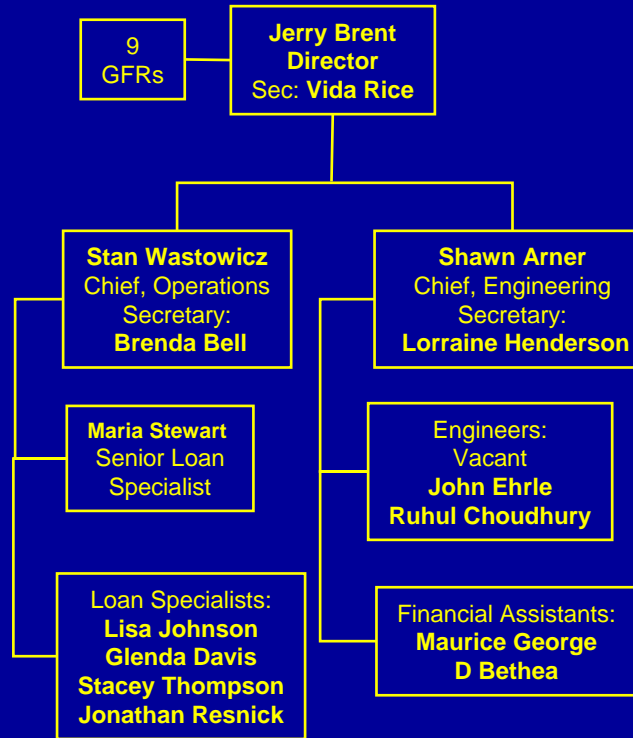 9
GFRs
Jerry Brent
Director
Sec: Vida Rice
Stan Wastowicz
Chief, Operations
Secretary:
Brenda Bell
Shawn Arner
Chief, Engineering
Secretary:
Lorraine Henderson
Maria Stewart
Senior Loan
Specialist
Engineers:
Vacant
John Ehrle
Ruhul Choudhury
Loan Specialists:
Lisa Johnson
Glenda Davis
Stacey Thompson
Jonathan Resnick
Financial Assistants:
Maurice George
D Bethea